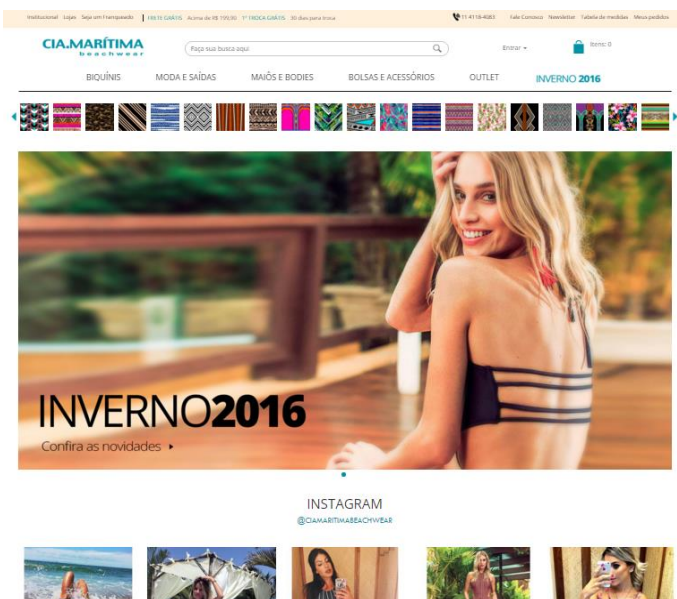 Institucional Lojas Seja um Franqueado | FRETE GRÁTIS Acima de R$ 199,90 1ª TROCA GRÁTIS 30 dias para troca 11 4118-4083 Fale Conosco Newsletter Tabela de medidas Meus pedidos
CIA.MARÍTIMA
beachwear
Faça sua busca aqui
Entrar
Itens: 0
BIQUÍNIS MODA E SAÍDAS MAIÔS E BODIES BOLSAS E ACESSÓRIOS OUTLET INVERNO 2016
INVERNO2016
Confira as novidades
INSTAGRAM
@CIAMARITIMABEACHWEAR